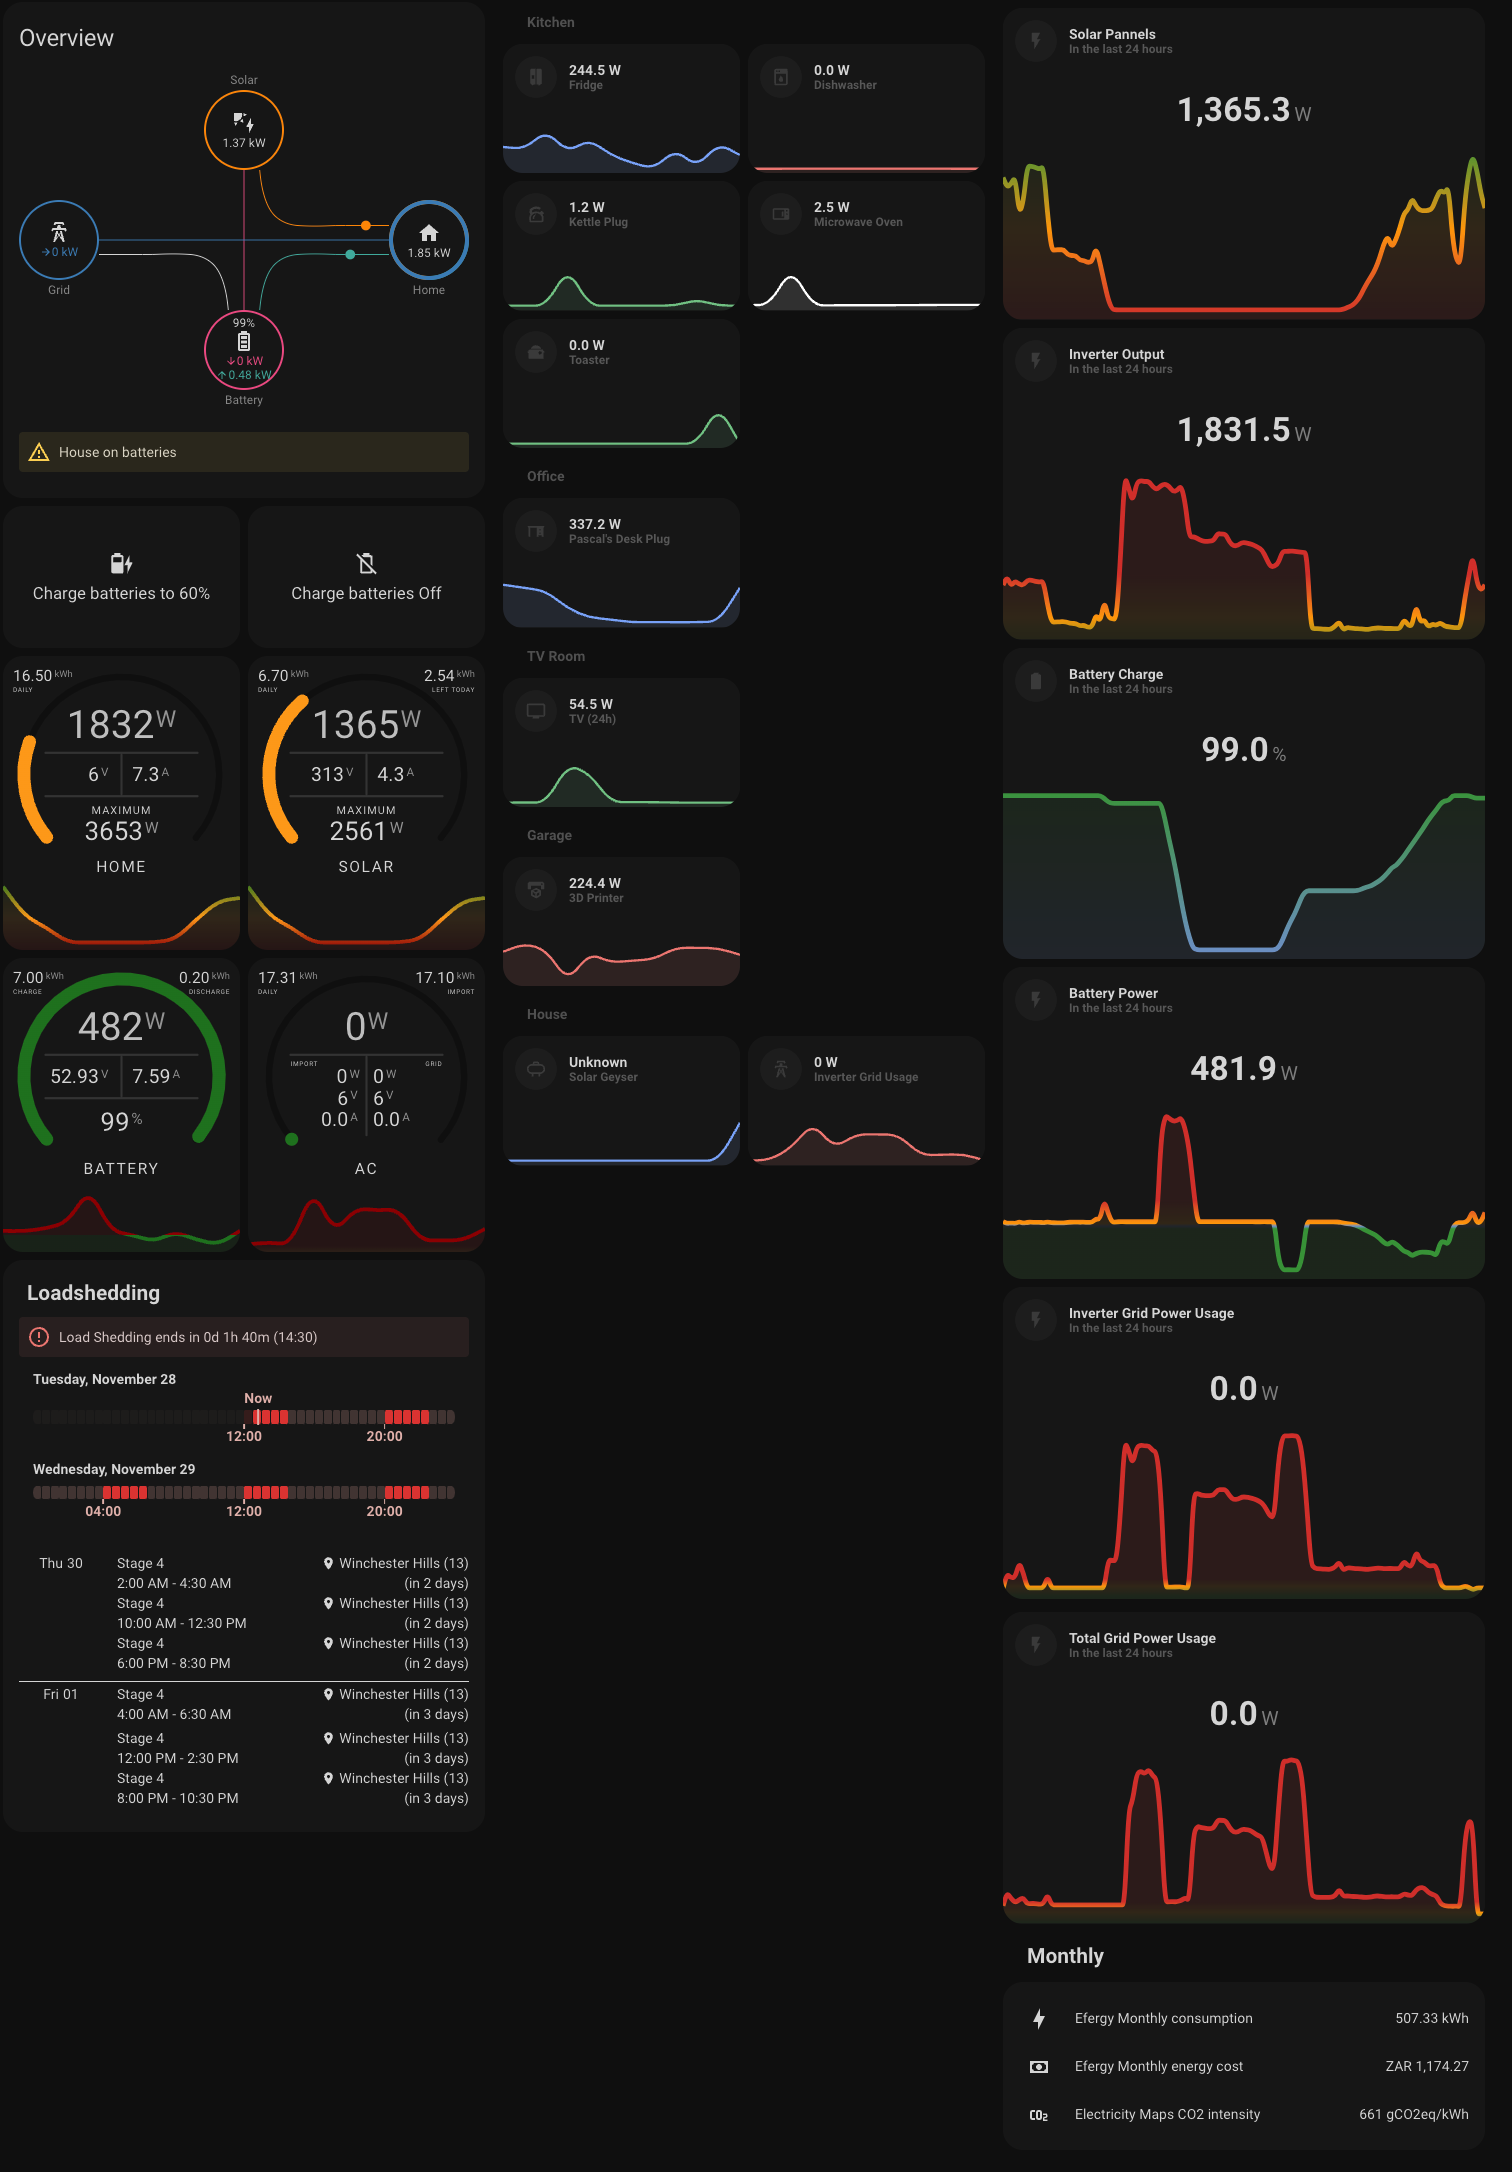 Overview
Solar
1.37 kW
→0 kW
Grid
1.85 kW
Home
99%
↓0 kW
↑0.48 kW
Battery
House on batteries
Charge batteries to 60%
Charge batteries Off
16.50 kWh
DAILY
1832 W
6 V
7.3 A
MAXIMUM
3653 W
HOME
6.70 kWh
DAILY
2.54 kWh
LEFT TODAY
1365 W
313 V
4.3 A
MAXIMUM
2561 W
SOLAR
7.00 kWh
CHARGE
0.20 kWh
DISCHARGE
482 W
52.93 V
7.59 A
99 %
BATTERY
17.31 kWh
DAILY
17.10 kWh
IMPORT
0 W
IMPORT
GRID
0 W
0 W
6 V
6 V
0.0 A
0.0 A
AC
Loadshedding
Load Shedding ends in 0d 1h 40m (14:30)
Tuesday, November 28
Now
12:00
20:00
Wednesday, November 29
04:00
12:00
20:00
Thu 30
Stage 4
Winchester Hills (13)
2:00 AM - 4:30 AM
(in 2 days)
Stage 4
Winchester Hills (13)
10:00 AM - 12:30 PM
(in 2 days)
Stage 4
Winchester Hills (13)
6:00 PM - 8:30 PM
(in 2 days)
Fri 01
Stage 4
Winchester Hills (13)
4:00 AM - 6:30 AM
(in 3 days)
Stage 4
Winchester Hills (13)
12:00 PM - 2:30 PM
(in 3 days)
Stage 4
Winchester Hills (13)
8:00 PM - 10:30 PM
(in 3 days)
Kitchen
244.5 W
Fridge
0.0 W
Dishwasher
1.2 W
Kettle Plug
2.5 W
Microwave Oven
0.0 W
Toaster
Office
337.2 W
Pascal's Desk Plug
TV Room
54.5 W
TV (24h)
Garage
224.4 W
3D Printer
House
Unknown
Solar Geyser
0 W
Inverter Grid Usage
Solar Pannels
In the last 24 hours
1,365.3 W
Inverter Output
In the last 24 hours
1,831.5 W
Battery Charge
In the last 24 hours
99.0 %
Battery Power
In the last 24 hours
481.9 W
Inverter Grid Power Usage
In the last 24 hours
0.0 W
Total Grid Power Usage
In the last 24 hours
0.0 W
Monthly
Efergy Monthly consumption
507.33 kWh
Efergy Monthly energy cost
ZAR 1,174.27
CO2
Electricity Maps CO2 intensity
661 gCO2eq/kWh